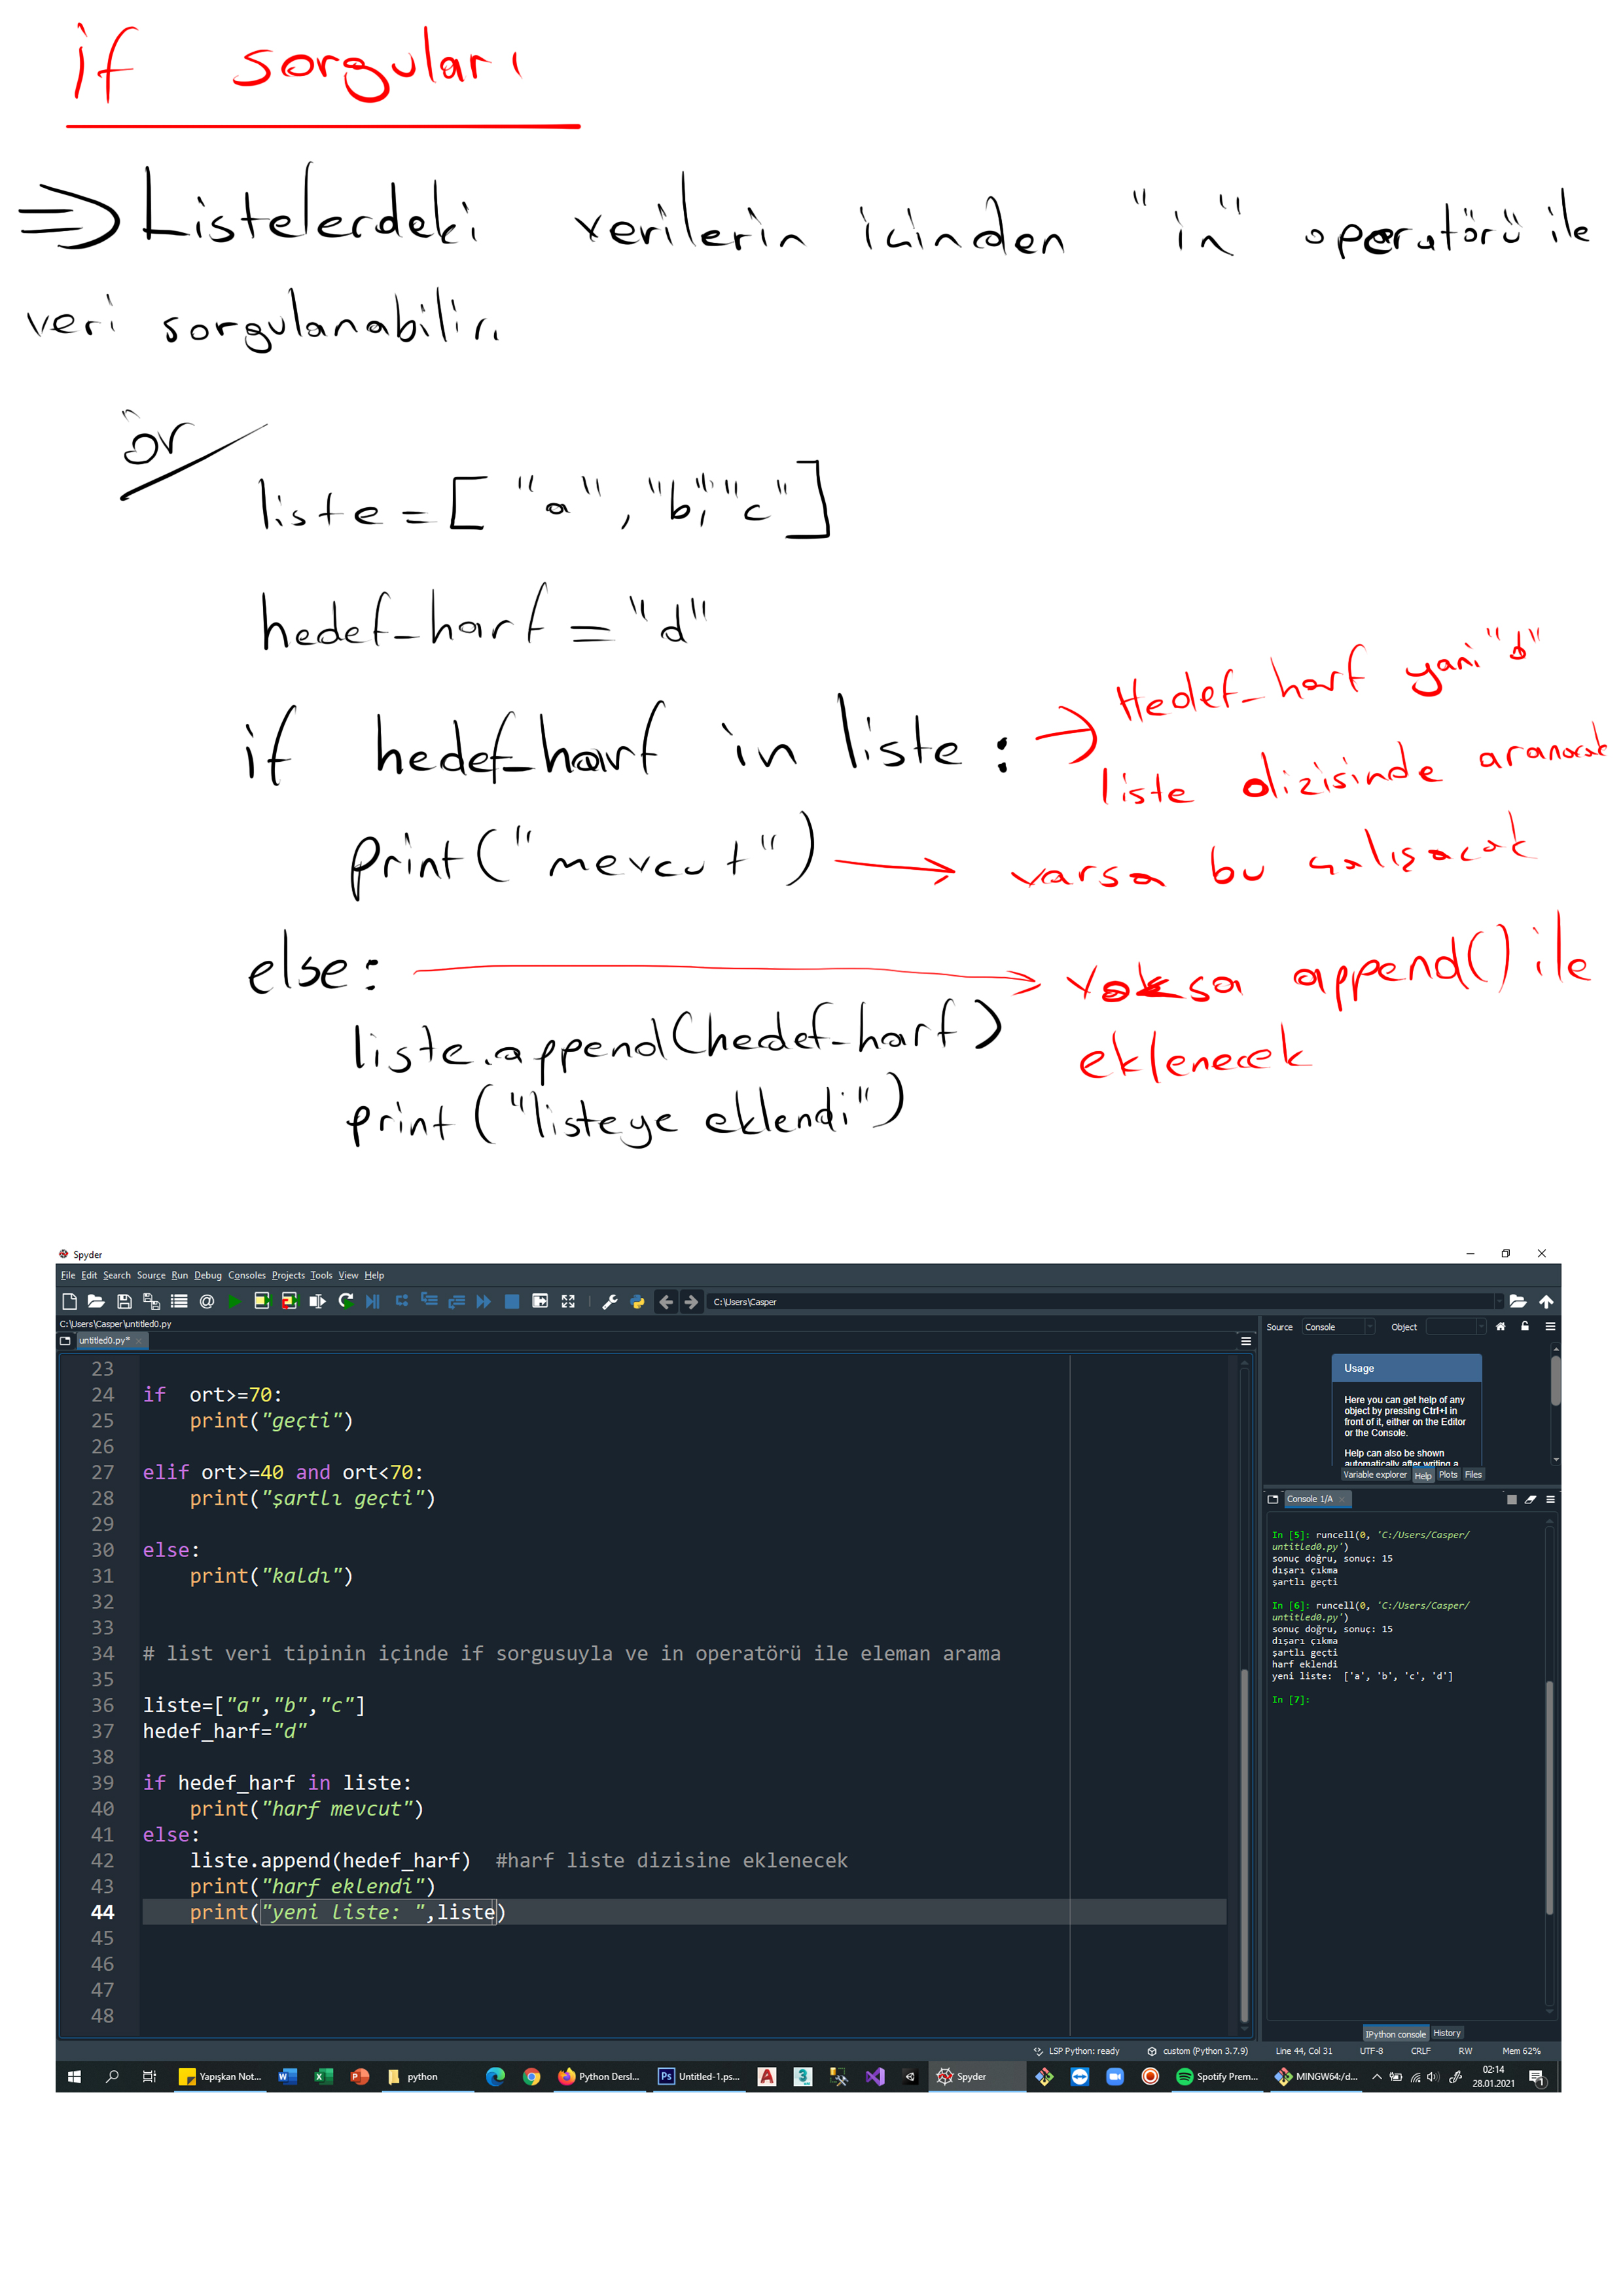 if sorguları
⇒ Listelerdeki verilerin içinden "in" operatörü ile
veri sorgulanabilir.
ör
liste = [ "a", "b", "c" ]
hedef_harf = "d"
if hedef_harf in liste : → Hedef_harf yani "d"
liste dizisinde aranacak
print("mevcut") → varsa bu çalışacak
else: → yoksa append() ile
eklenecek
liste.append(hedef_harf)
print ("listeye eklendi")
Spyder
File Edit Search Source Run Debug Consoles Projects Tools View Help
C:\Users\Casper
C:\Users\Casper\untitled0.py
untitled0.py*
23
24 if  ort>=70:
25     print("geçti")
26
27 elif ort>=40 and ort<70:
28     print("şartlı geçti")
29
30 else:
31     print("kaldı")
32
33
34 # list veri tipinin içinde if sorgusuyla ve in operatörü ile eleman arama
35
36 liste=["a","b","c"]
37 hedef_harf="d"
38
39 if hedef_harf in liste:
40     print("harf mevcut")
41 else:
42     liste.append(hedef_harf)  #harf liste dizisine eklenecek
43     print("harf eklendi")
44     print("yeni liste: ",liste)
45
46
47
48
Source Console Object
Usage
Here you can get help of any
object by pressing Ctrl+I in
front of it, either on the Editor
or the Console.
Help can also be shown
automatically after writing a
Variable explorer Help Plots Files
Console 1/A
In [5]: runcell(0, 'C:/Users/Casper/
untitled0.py')
sonuç doğru, sonuç: 15
dışarı çıkma
şartlı geçti
In [6]: runcell(0, 'C:/Users/Casper/
untitled0.py')
sonuç doğru, sonuç: 15
dışarı çıkma
şartlı geçti
harf eklendi
yeni liste:  ['a', 'b', 'c', 'd']
In [7]:
IPython console History
LSP Python: ready custom (Python 3.7.9) Line 44, Col 31 UTF-8 CRLF RW Mem 62%
Yapışkan Not... python Python Dersl... Untitled-1.ps... Spyder Spotify Prem... MINGW64:/d... 02:14
28.01.2021